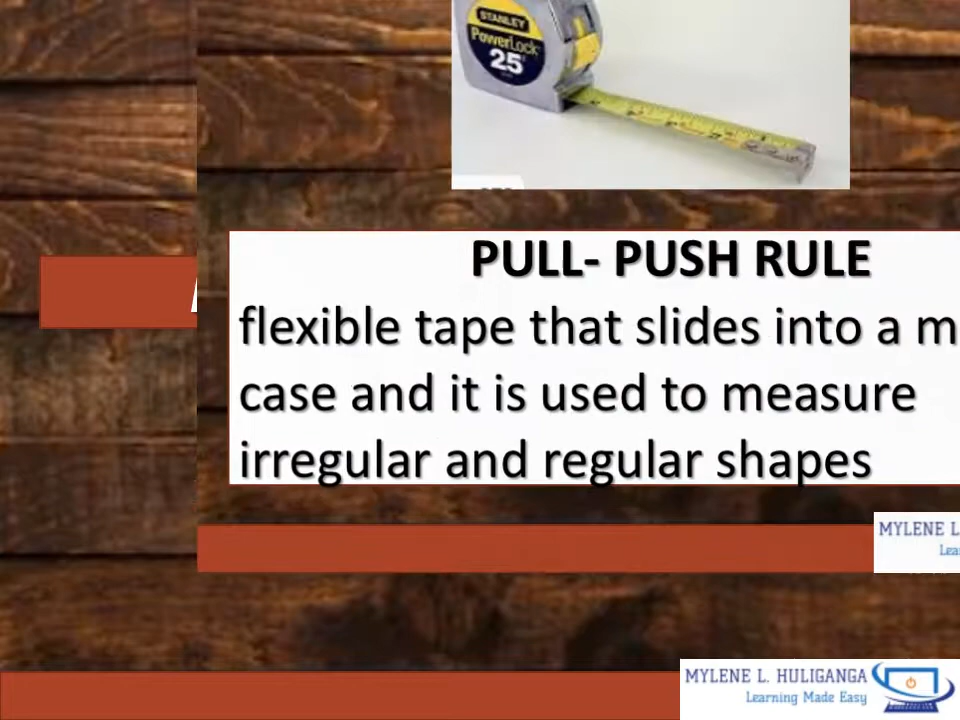 STANLEY
PowerLock
25'
PULL- PUSH RULE
flexible tape that slides into a m
case and it is used to measure
irregular and regular shapes
MYLENE L
Lea
MYLENE L. HULIGANGA
Learning Made Easy